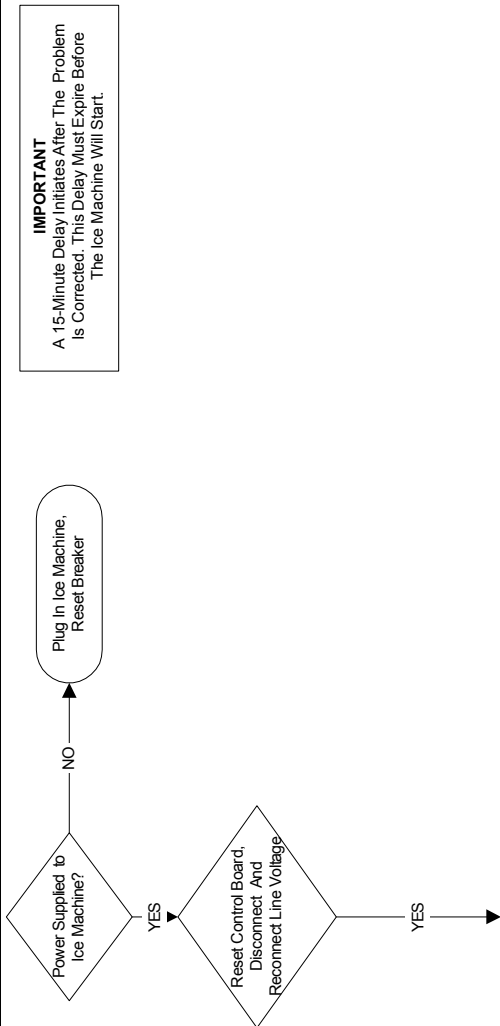 IMPORTANT
A 15-Minute Delay Initiates After The Problem
Is Corrected. This Delay Must Expire Before
The Ice Machine Will Start.
Power Supplied to
Ice Machine?
NO
Plug In Ice Machine,
Reset Breaker
YES
Reset Control Board,
Disconnect And
Reconnect Line Voltage
YES